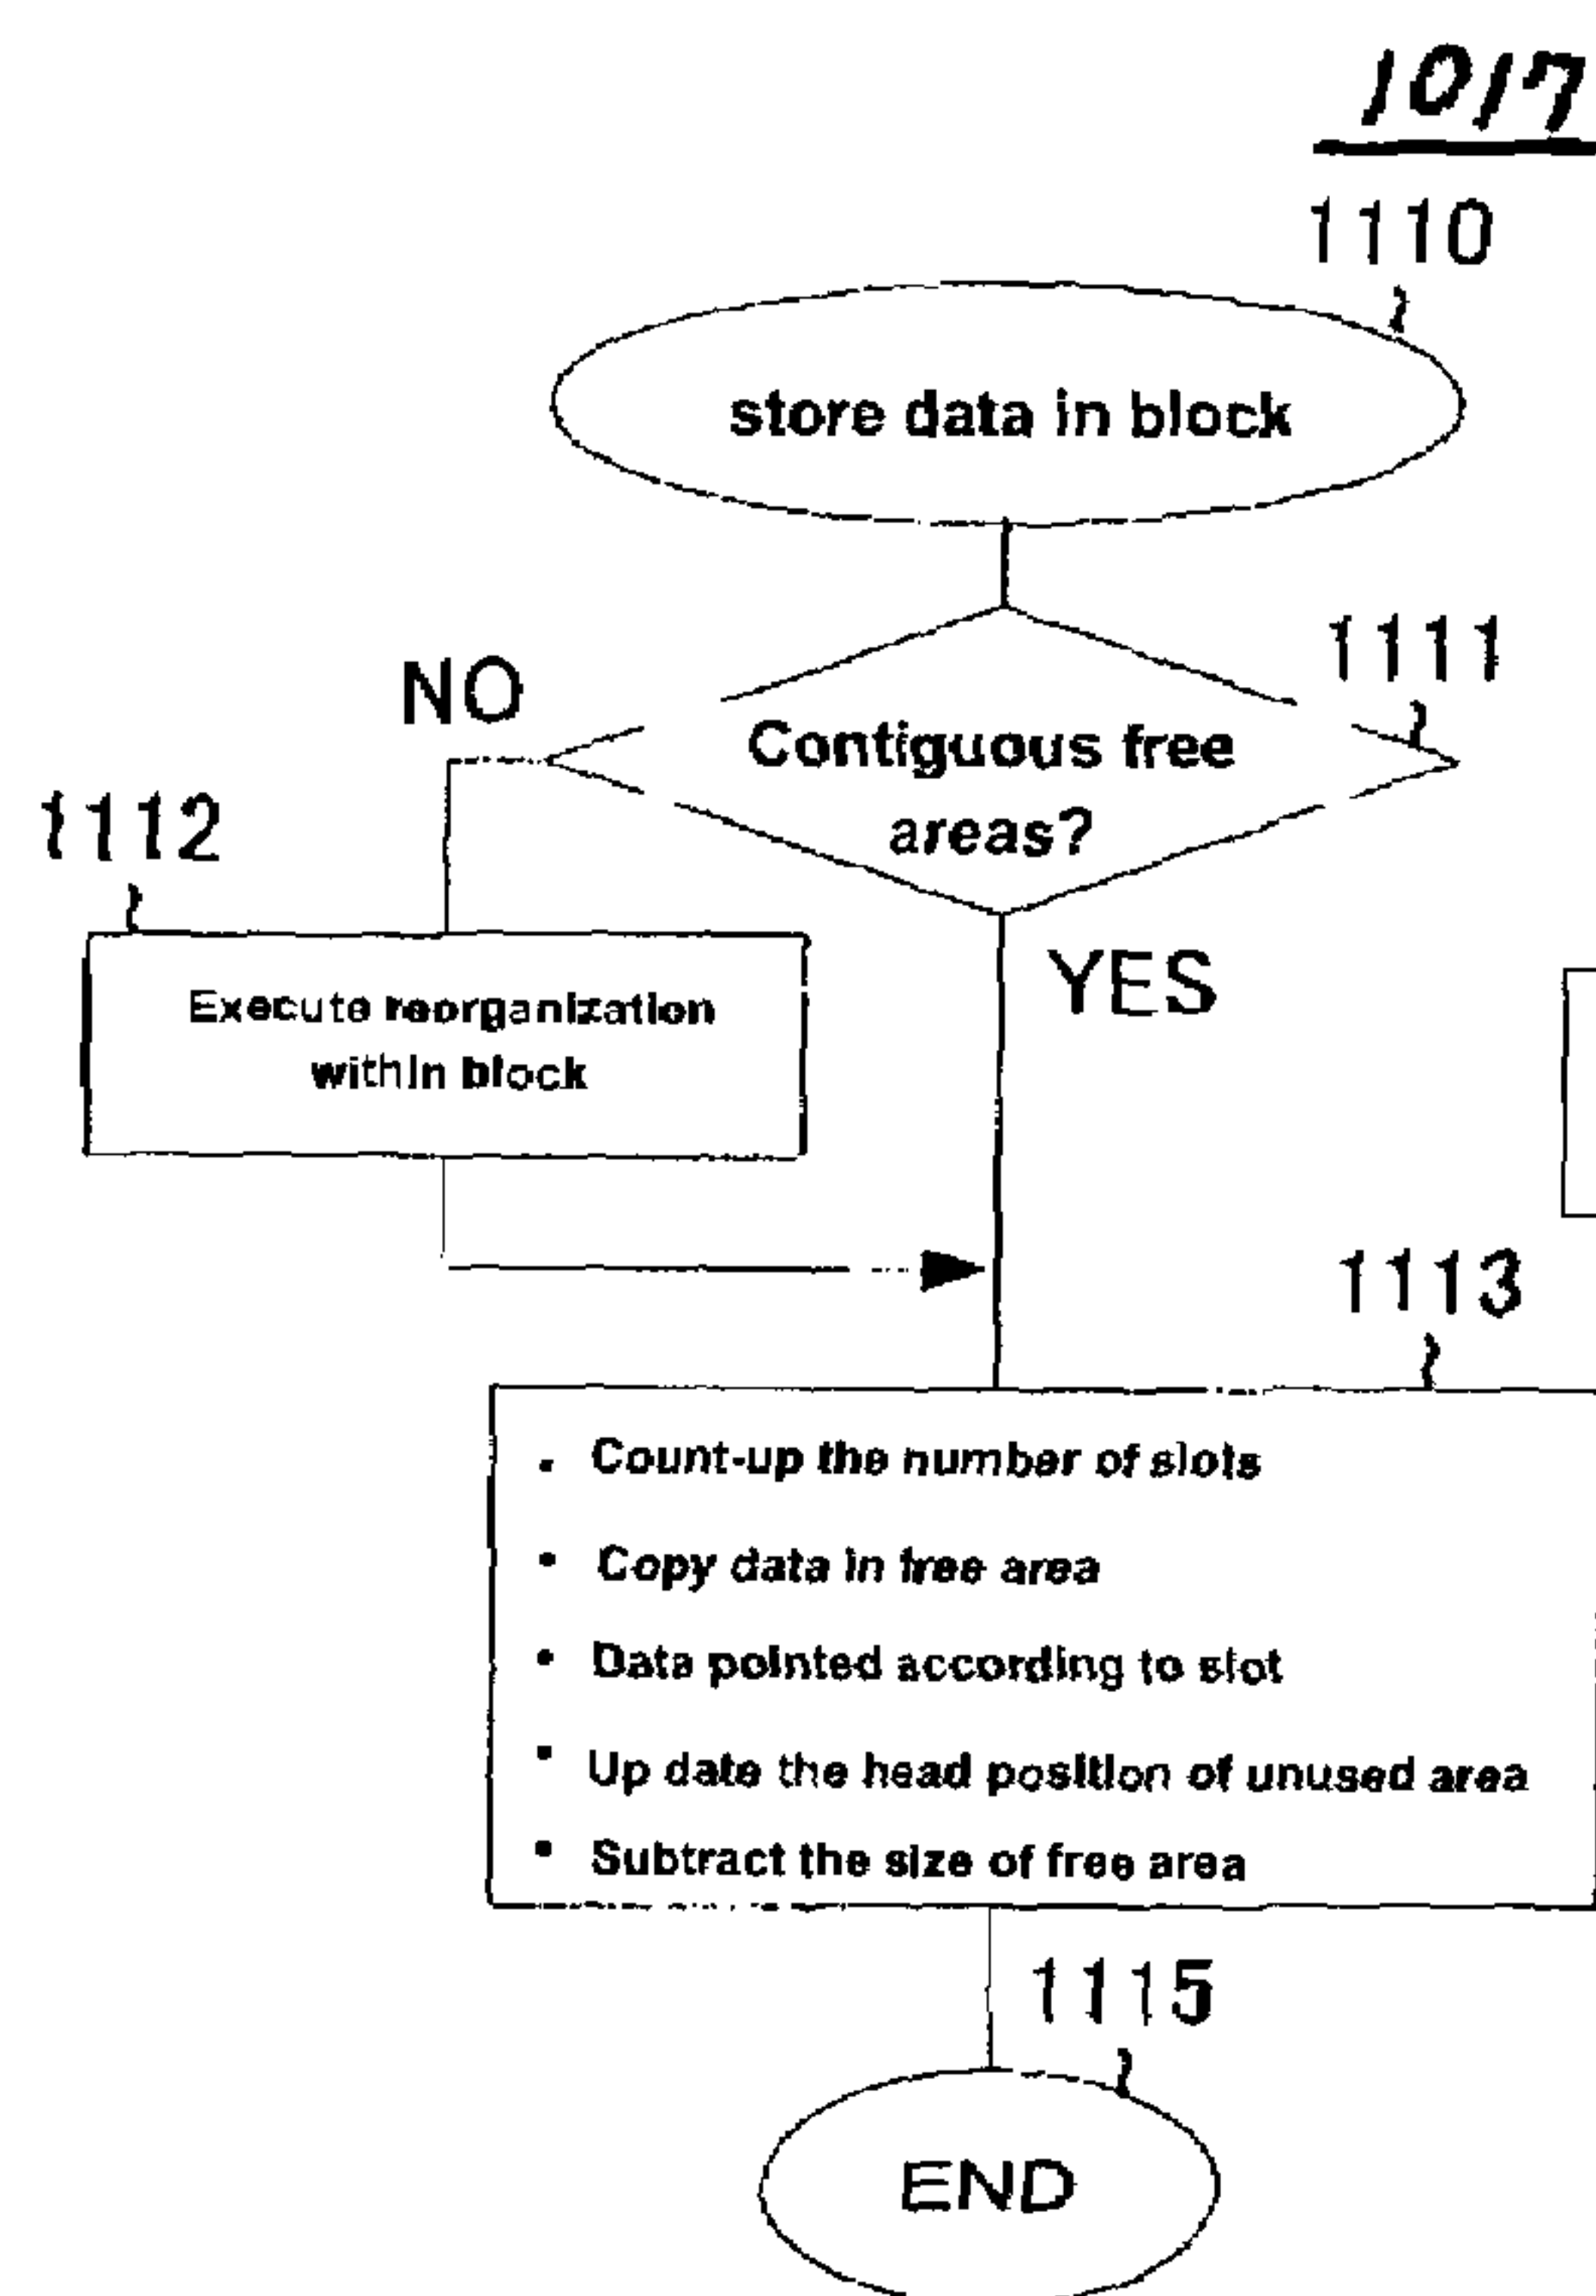 1017
1110
store data in block
1111
NO
Contiguous free
areas?
1112
YES
Execute reorganization
within block
1113
• Count-up the number of slots
• Copy data in free area
• Data pointed according to slot
• Up date the head position of unused area
• Subtract the size of free area
1115
END